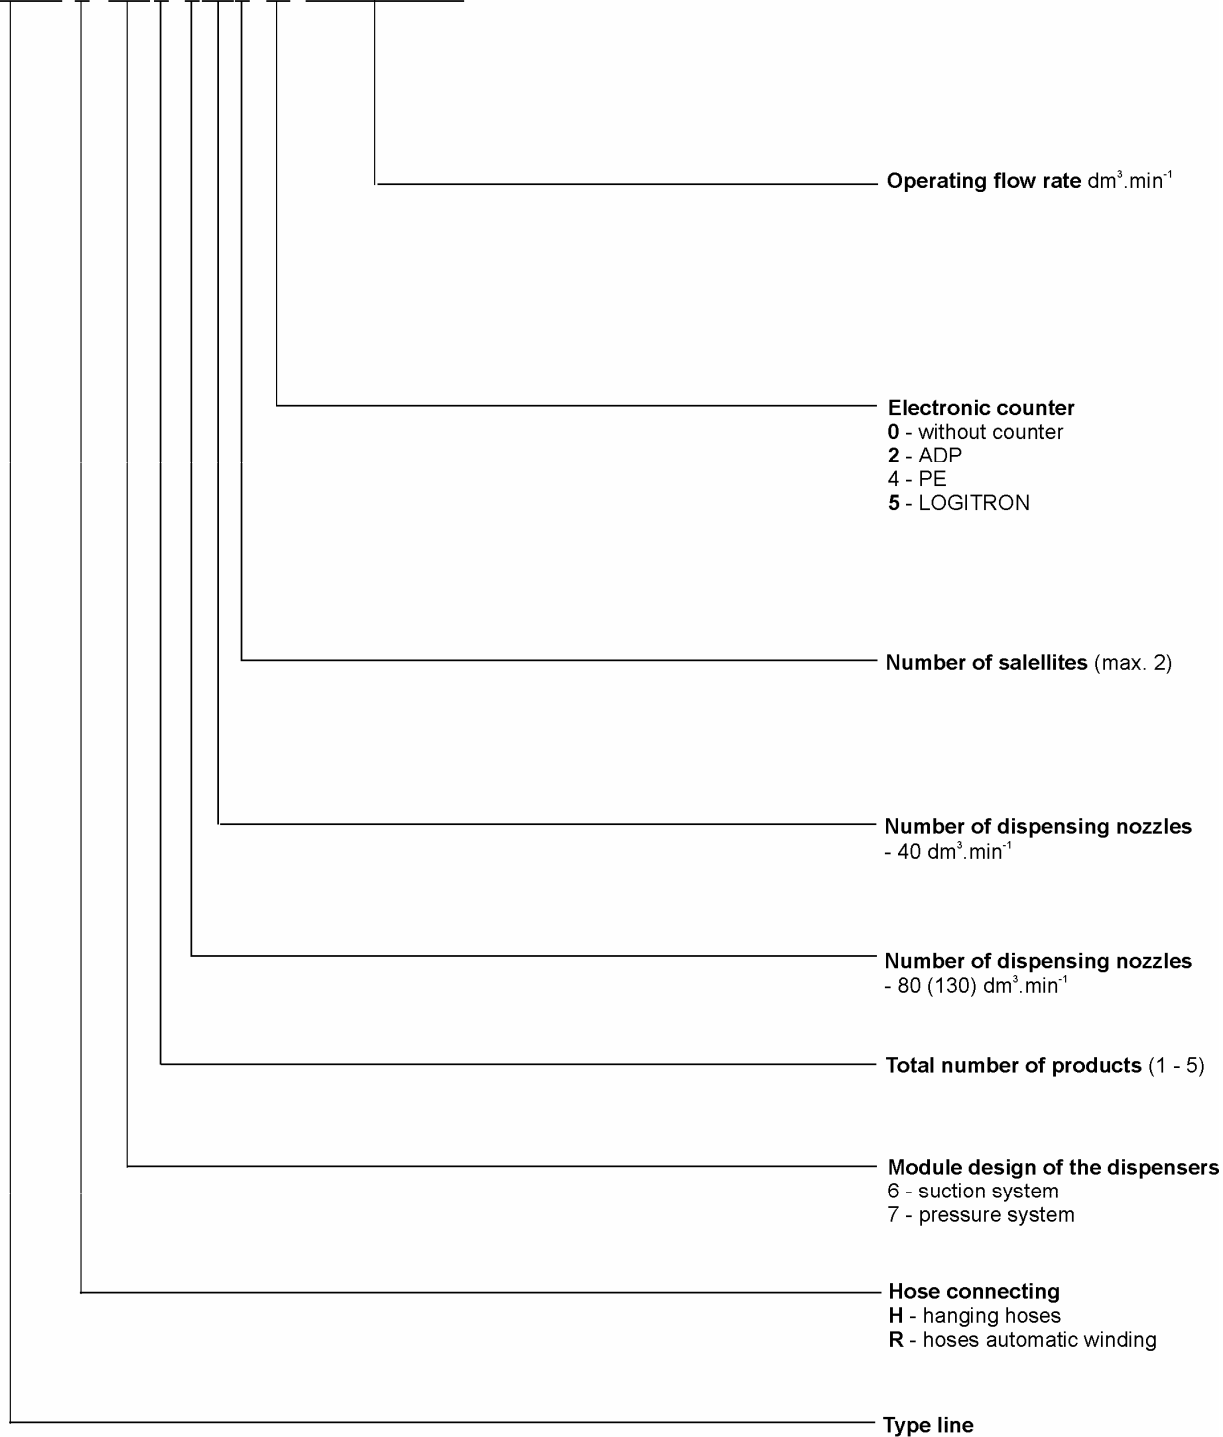 Operating flow rate dm³.min⁻¹
Electronic counter
0 - without counter
2 - ADP
4 - PE
5 - LOGITRON
Number of salellites (max. 2)
Number of dispensing nozzles
- 40 dm³.min⁻¹
Number of dispensing nozzles
- 80 (130) dm³.min⁻¹
Total number of products (1 - 5)
Module design of the dispensers
6 - suction system
7 - pressure system
Hose connecting
H - hanging hoses
R - hoses automatic winding
Type line